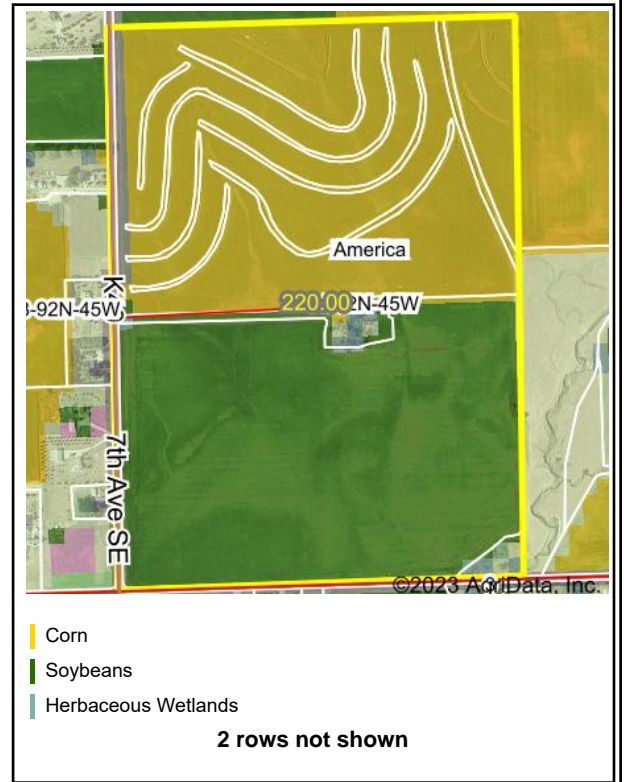 America
220.00
2N-45W
3-92N-45W
7th Ave SE
©2023 AgriData, Inc.
Corn
Soybeans
Herbaceous Wetlands
2 rows not shown